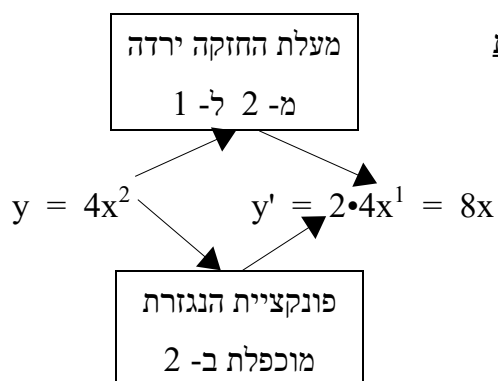 מעלת החזקה ירדה
מ- 2 ל- 1
y = 4x² y' = 2•4x¹ = 8x
פונקציית הנגזרת
מוכפלת ב- 2